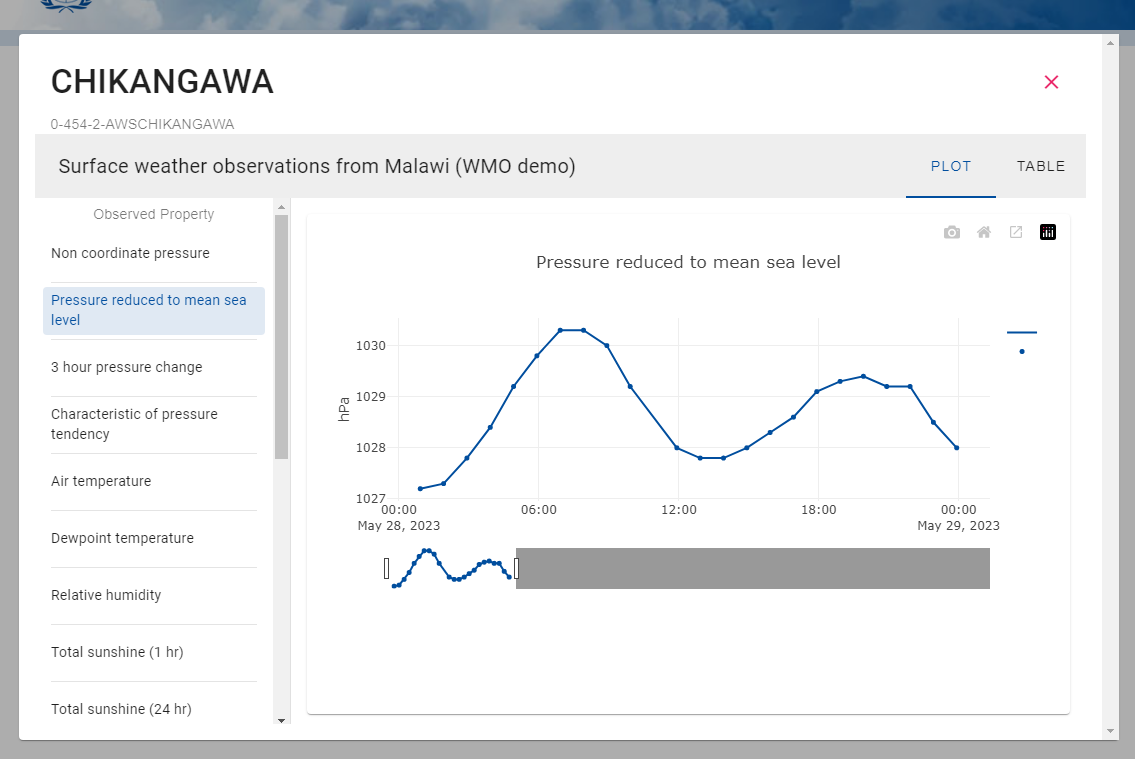 CHIKANGAWA
0-454-2-AWSCHIKANGAWA
Surface weather observations from Malawi (WMO demo)
PLOT
TABLE
Observed Property
Non coordinate pressure
Pressure reduced to mean sea
level
3 hour pressure change
Characteristic of pressure
tendency
Air temperature
Dewpoint temperature
Relative humidity
Total sunshine (1 hr)
Total sunshine (24 hr)
Pressure reduced to mean sea level
hPa
1030
1029
1028
1027
00:00
May 28, 2023
06:00
12:00
18:00
00:00
May 29, 2023